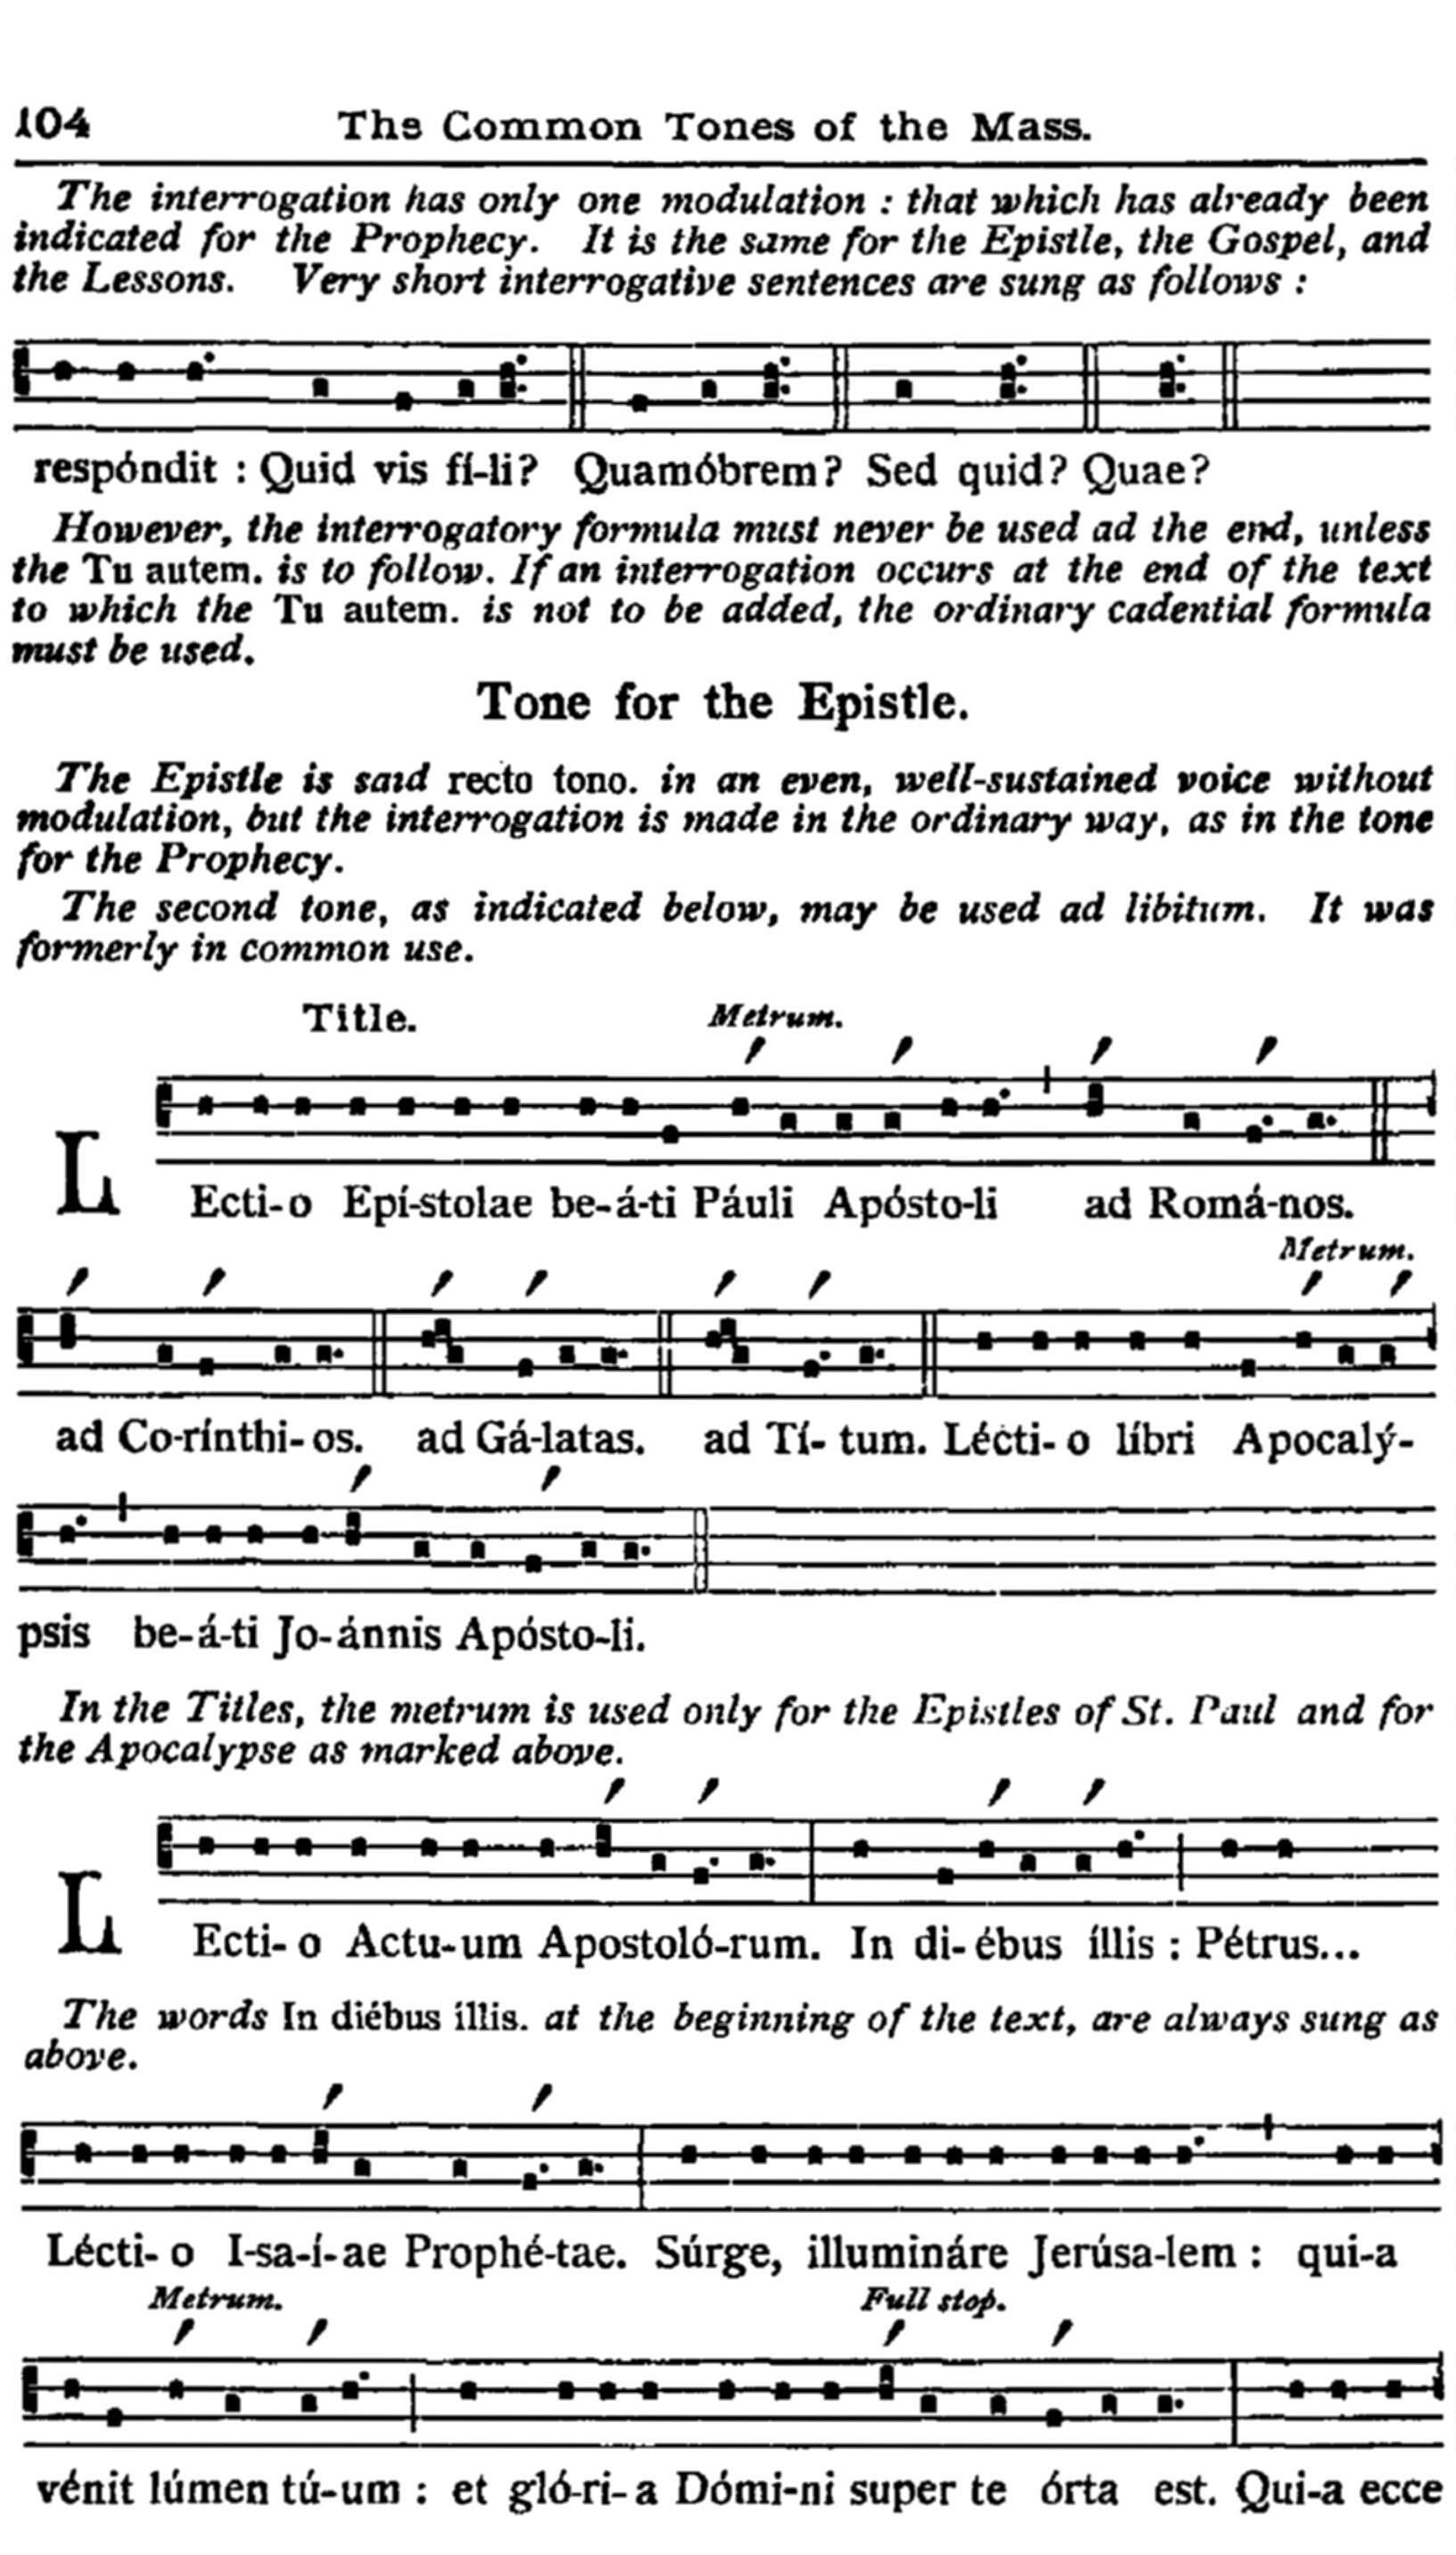 104 The Common Tones of the Mass.
The interrogation has only one modulation : that which has already been
indicated for the Prophecy. It is the same for the Epistle, the Gospel, and
the Lessons. Very short interrogative sentences are sung as follows :
respóndit : Quid vis fí-li? Quamóbrem? Sed quid? Quae?
However, the interrogatory formula must never be used ad the end, unless
the Tu autem. is to follow. If an interrogation occurs at the end of the text
to which the Tu autem. is not to be added, the ordinary cadential formula
must be used.
Tone for the Epistle.
The Epistle is said recto tono. in an even, well-sustained voice without
modulation, but the interrogation is made in the ordinary way, as in the tone
for the Prophecy.
The second tone, as indicated below, may be used ad libitum. It was
formerly in common use.
Title. Metrum.
LEcti-o Epí-stolae be-á-ti Páuli Apósto-li ad Romá-nos.
Metrum.
ad Co-rínthi-os. ad Gá-latas. ad Tí-tum. Lécti-o líbri Apocalý-
psis be-á-ti Jo-ánnis Apósto-li.
In the Titles, the metrum is used only for the Epistles of St. Paul and for
the Apocalypse as marked above.
LEcti-o Actu-um Apostoló-rum. In di-ébus íllis : Pétrus...
The words In diébus íllis. at the beginning of the text, are always sung as
above.
Lécti-o I-sa-í-ae Prophé-tae. Súrge, illumináre Jerúsa-lem : qui-a
Metrum. Full stop.
vénit lúmen tú-um : et gló-ri-a Dómi-ni super te órta est. Qui-a ecce